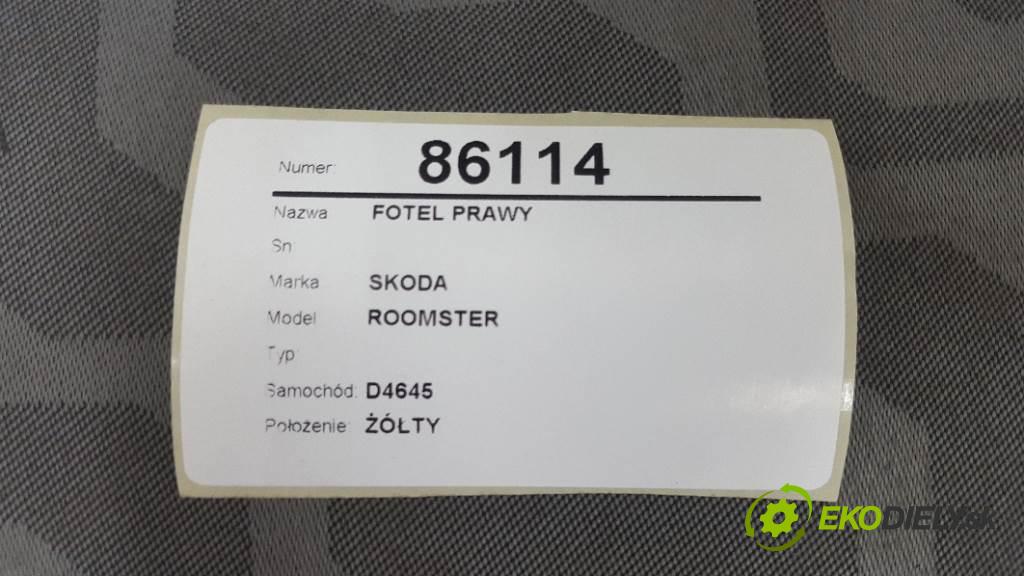 Numer: 86114
Nazwa FOTEL PRAWY
Sn:
Marka SKODA
Model ROOMSTER
Typ:
Samochód: D4645
Położenie: ŻÓŁTY
EKODIELY.sk